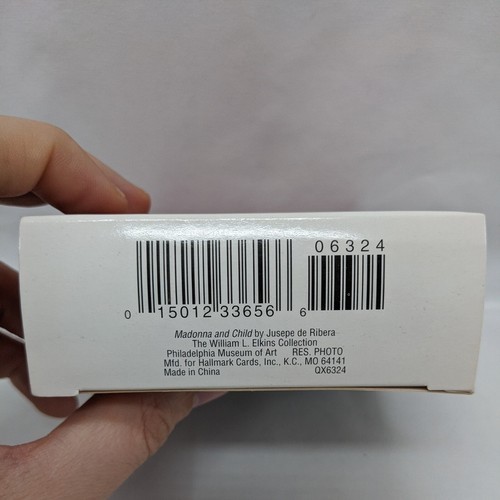 06324
0 15012 33656 6
Madonna and Child by Jusepe de Ribera
The William L. Elkins Collection
Philadelphia Museum of Art RES. PHOTO
Mfd. for Hallmark Cards, Inc., K.C., MO 64141
Made in China QX6324